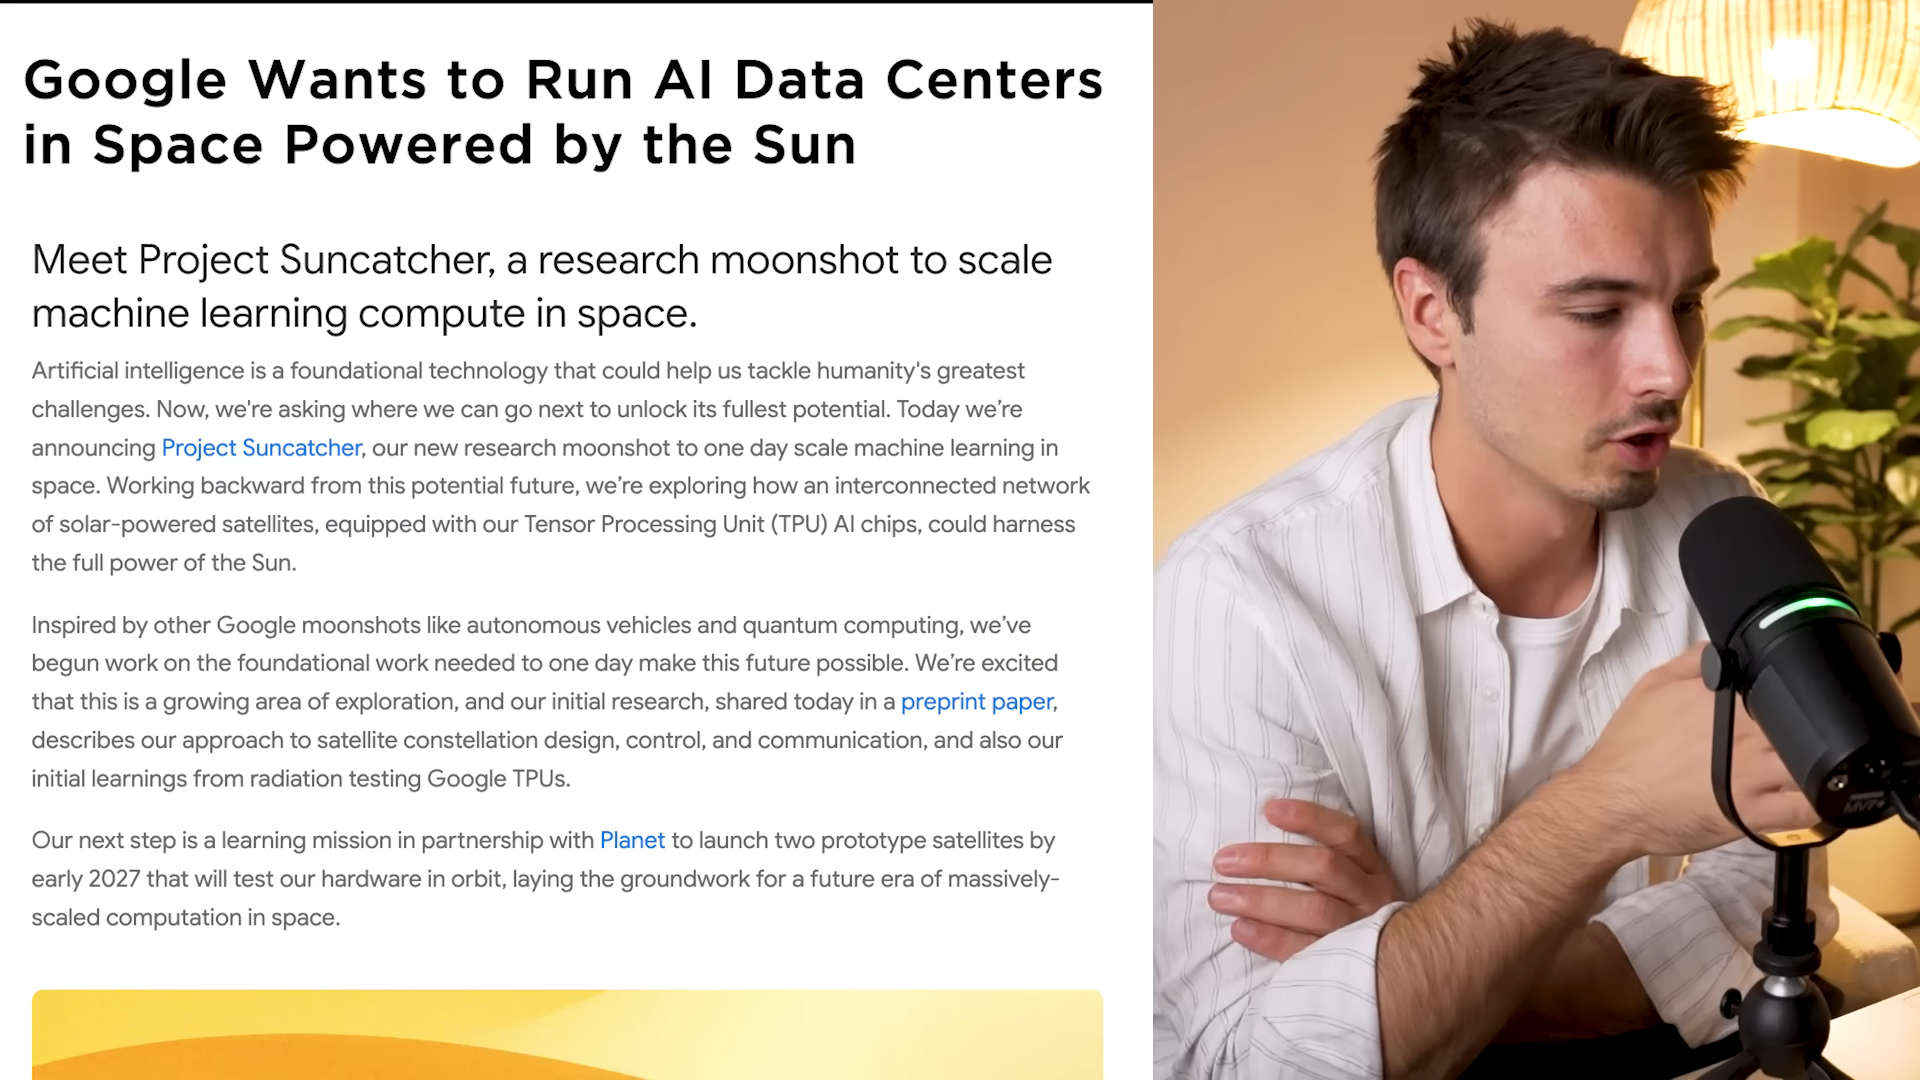 Google Wants to Run AI Data Centers
in Space Powered by the Sun
Meet Project Suncatcher, a research moonshot to scale
machine learning compute in space.
Artificial intelligence is a foundational technology that could help us tackle humanity's greatest
challenges. Now, we're asking where we can go next to unlock its fullest potential. Today we’re
announcing Project Suncatcher, our new research moonshot to one day scale machine learning in
space. Working backward from this potential future, we’re exploring how an interconnected network
of solar-powered satellites, equipped with our Tensor Processing Unit (TPU) AI chips, could harness
the full power of the Sun.
Inspired by other Google moonshots like autonomous vehicles and quantum computing, we’ve
begun work on the foundational work needed to one day make this future possible. We’re excited
that this is a growing area of exploration, and our initial research, shared today in a preprint paper,
describes our approach to satellite constellation design, control, and communication, and also our
initial learnings from radiation testing Google TPUs.
Our next step is a learning mission in partnership with Planet to launch two prototype satellites by
early 2027 that will test our hardware in orbit, laying the groundwork for a future era of massively-
scaled computation in space.
MV7+